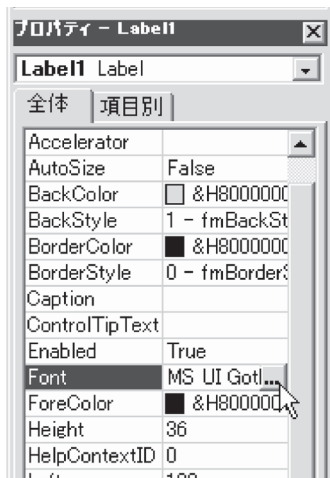 プロパティ - Label1
Label1 Label
全体 項目別
Accelerator
AutoSize False
BackColor &H8000000
BackStyle 1 - fmBackSt
BorderColor &H8000000
BorderStyle 0 - fmBorderS
Caption
ControlTipText
Enabled True
Font MS UI Got ...
ForeColor &H800000
Height 36
HelpContextID 0